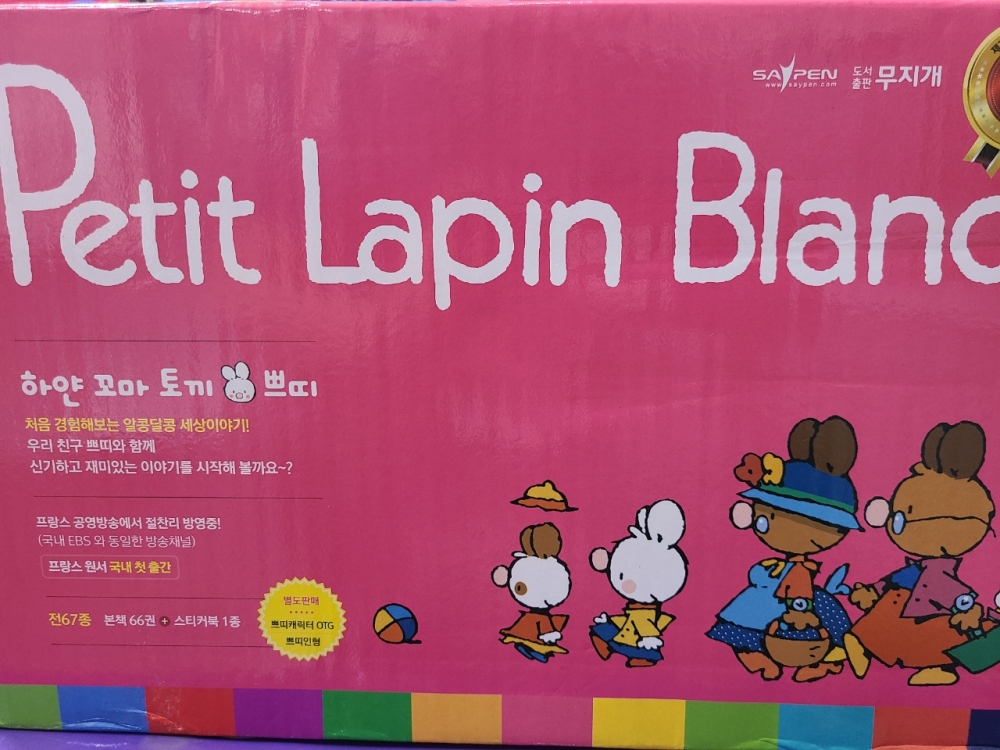 SAYPEN
www.saypen.com
도서
출판 무지개
Petit Lapin Blanc
하얀 꼬마 토끼 쁘띠
처음 경험해보는 알콩달콩 세상이야기!
우리 친구 쁘띠와 함께
신기하고 재미있는 이야기를 시작해 볼까요~?
프랑스 공영방송에서 절찬리 방영중!
(국내 EBS 와 동일한 방송채널)
프랑스 원서 국내 첫 출간
전67종 본책 66권 + 스티커북 1종
별도판매
쁘띠캐릭터 OTG
쁘띠인형